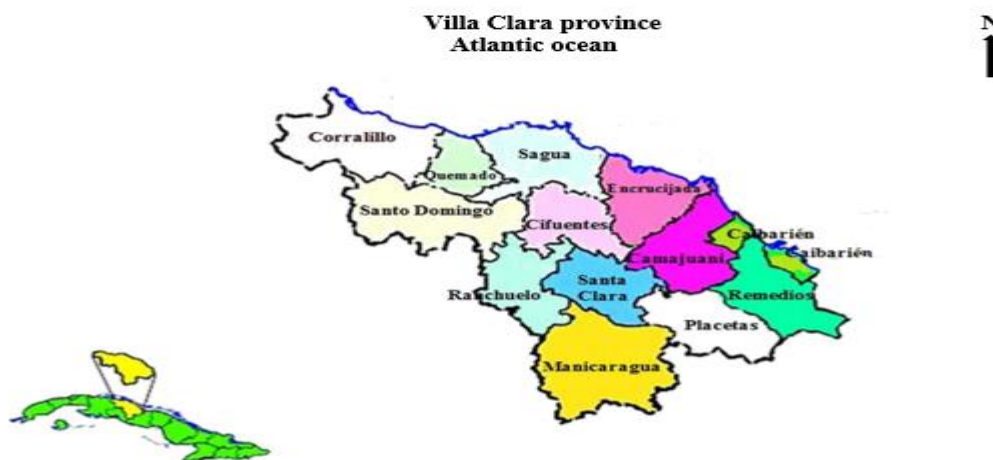 Villa Clara province
Atlantic ocean
N
Corralillo
Quemado
Sagua
Encrucijada
Santo Domingo
Cifuentes
Caibarién
Caibarién
Camajuaní
Ranchuelo
Santa
Clara
Remedios
Placetas
Manicaragua